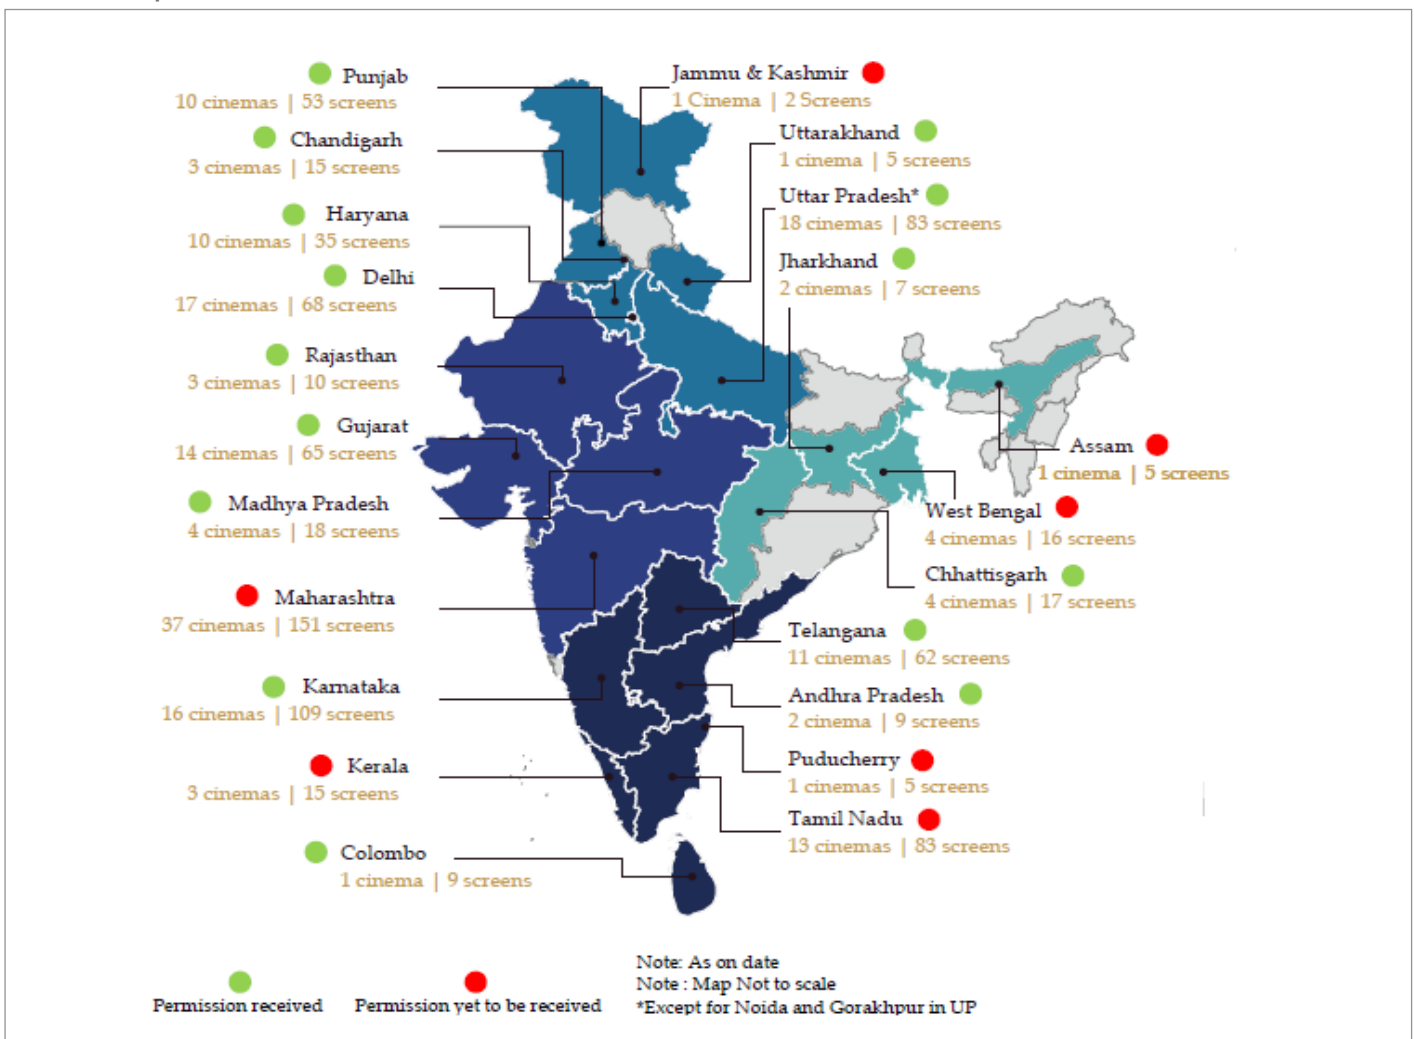 Punjab
10 cinemas | 53 screens
Chandigarh
3 cinemas | 15 screens
Haryana
10 cinemas | 35 screens
Delhi
17 cinemas | 68 screens
Rajasthan
3 cinemas | 10 screens
Gujarat
14 cinemas | 65 screens
Madhya Pradesh
4 cinemas | 18 screens
Maharashtra
37 cinemas | 151 screens
Karnataka
16 cinemas | 109 screens
Kerala
3 cinemas | 15 screens
Colombo
1 cinema | 9 screens
Jammu & Kashmir
1 Cinema | 2 Screens
Uttarakhand
1 cinema | 5 screens
Uttar Pradesh*
18 cinemas | 83 screens
Jharkhand
2 cinemas | 7 screens
Assam
1 cinema | 5 screens
West Bengal
4 cinemas | 16 screens
Chhattisgarh
4 cinemas | 17 screens
Telangana
11 cinemas | 62 screens
Andhra Pradesh
2 cinema | 9 screens
Puducherry
1 cinemas | 5 screens
Tamil Nadu
13 cinemas | 83 screens
Permission received
Permission yet to be received
Note: As on date
Note : Map Not to scale
*Except for Noida and Gorakhpur in UP